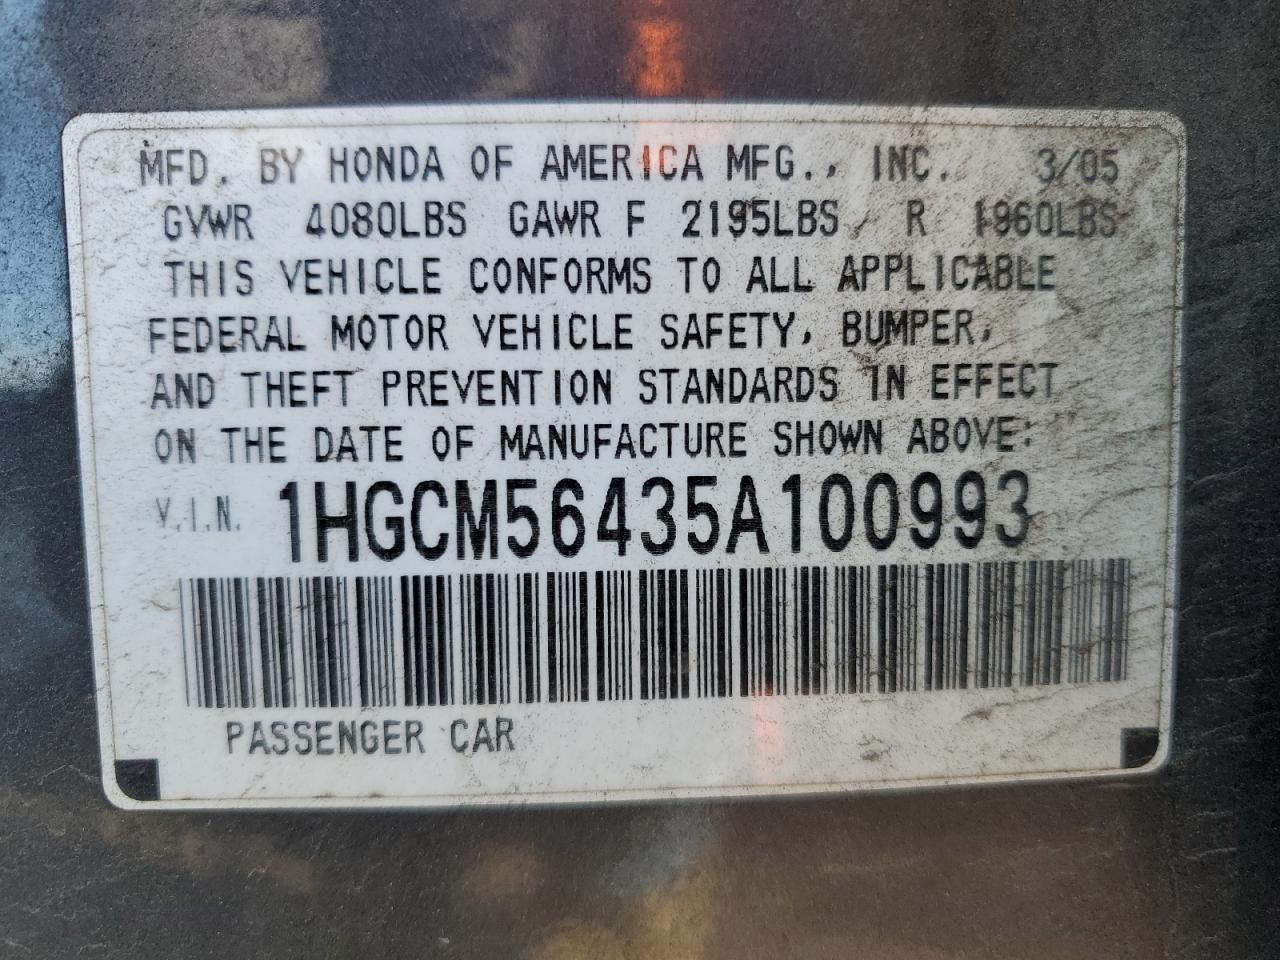 MFD. BY HONDA OF AMERICA MFG., INC. 3/05
GVWR 4080LBS GAWR F 2195LBS R 1960LBS
THIS VEHICLE CONFORMS TO ALL APPLICABLE
FEDERAL MOTOR VEHICLE SAFETY, BUMPER,
AND THEFT PREVENTION STANDARDS IN EFFECT
ON THE DATE OF MANUFACTURE SHOWN ABOVE:
V.I.N. 1HGCM56435A100993
PASSENGER CAR